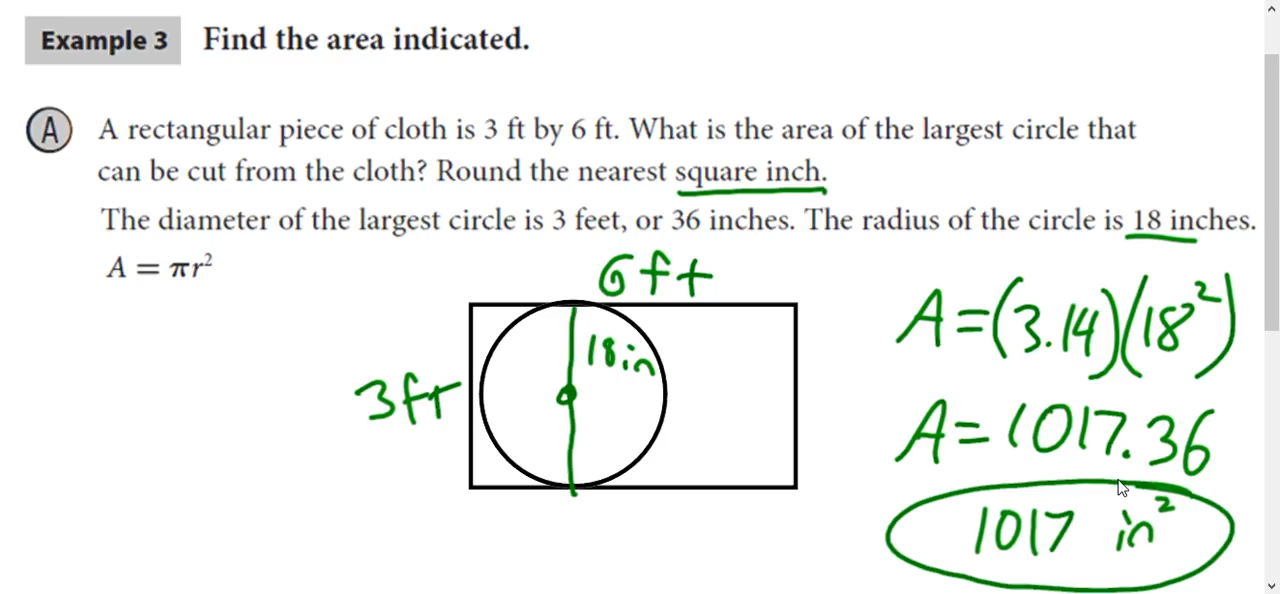 Example 3 Find the area indicated.
A A rectangular piece of cloth is 3 ft by 6 ft. What is the area of the largest circle that
can be cut from the cloth? Round the nearest square inch.
The diameter of the largest circle is 3 feet, or 36 inches. The radius of the circle is 18 inches.
A = πr²
6ft
A=(3.14)(18²)
18in
3ft
A=1017.36
1017 in²